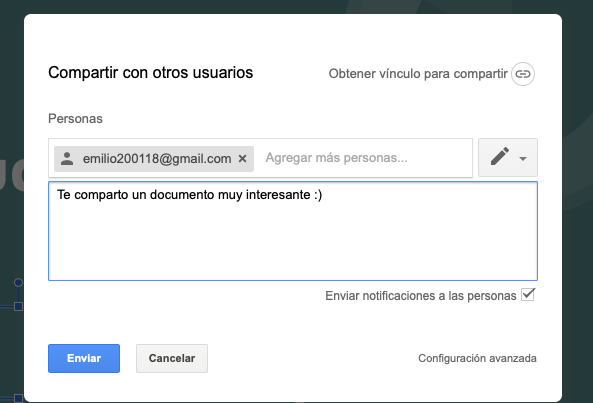 Compartir con otros usuarios
Obtener vínculo para compartir
Personas
emilio200118@gmail.com × Agregar más personas...
Te comparto un documento muy interesante :)
Enviar notificaciones a las personas
Enviar
Cancelar
Configuración avanzada